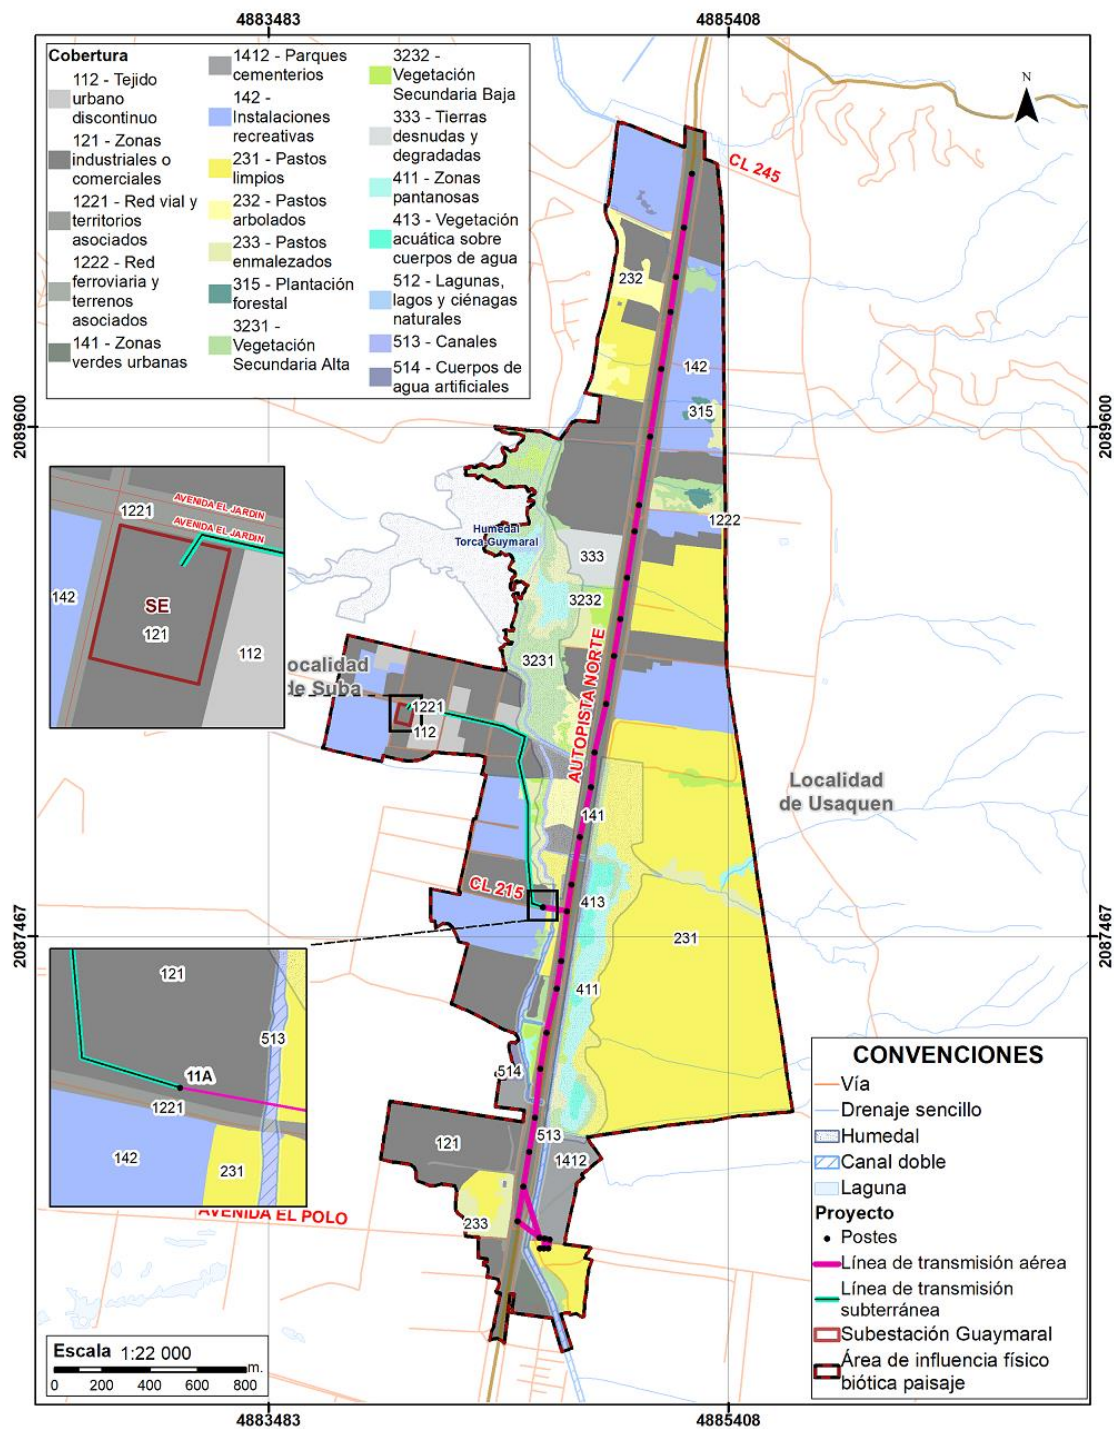 4883483
4885408
Cobertura
112 - Tejido
urbano
discontinuo
121 - Zonas
industriales o
comerciales
1221 - Red vial y
territorios
asociados
1222 - Red
ferroviaria y
terrenos
asociados
141 - Zonas
verdes urbanas
1412 - Parques
cementerios
142 -
Instalaciones
recreativas
231 - Pastos
limpios
232 - Pastos
arbolados
233 - Pastos
enmalezados
315 - Plantación
forestal
3231 -
Vegetación
Secundaria Alta
3232 -
Vegetación
Secundaria Baja
333 - Tierras
desnudas y
degradadas
411 - Zonas
pantanosas
413 - Vegetación
acuática sobre
cuerpos de agua
512 - Lagunas,
lagos y ciénagas
naturales
513 - Canales
514 - Cuerpos de
agua artificiales
N
CL 245
232
142
315
2089600
2089600
1222
Humedal
Torca-Guymaral
333
3232
3231
AUTOPISTA NORTE
1221
AVENIDA EL JARDIN
AVENIDA EL JARDIN
142
SE
121
112
ocalidad
de Suba
1221
112
Localidad
de Usaquen
141
CL 215
413
231
411
2087467
2087467
514
513
121
1412
233
121
513
11A
1221
142
231
AVENIDA EL POLO
CONVENCIONES
Vía
Drenaje sencillo
Humedal
Canal doble
Laguna
Proyecto
Postes
Línea de transmisión aérea
Línea de transmisión
subterránea
Subestación Guaymaral
Área de influencia físico
biótica paisaje
Escala 1:22 000
m.
0 200 400 600 800
4883483
4885408